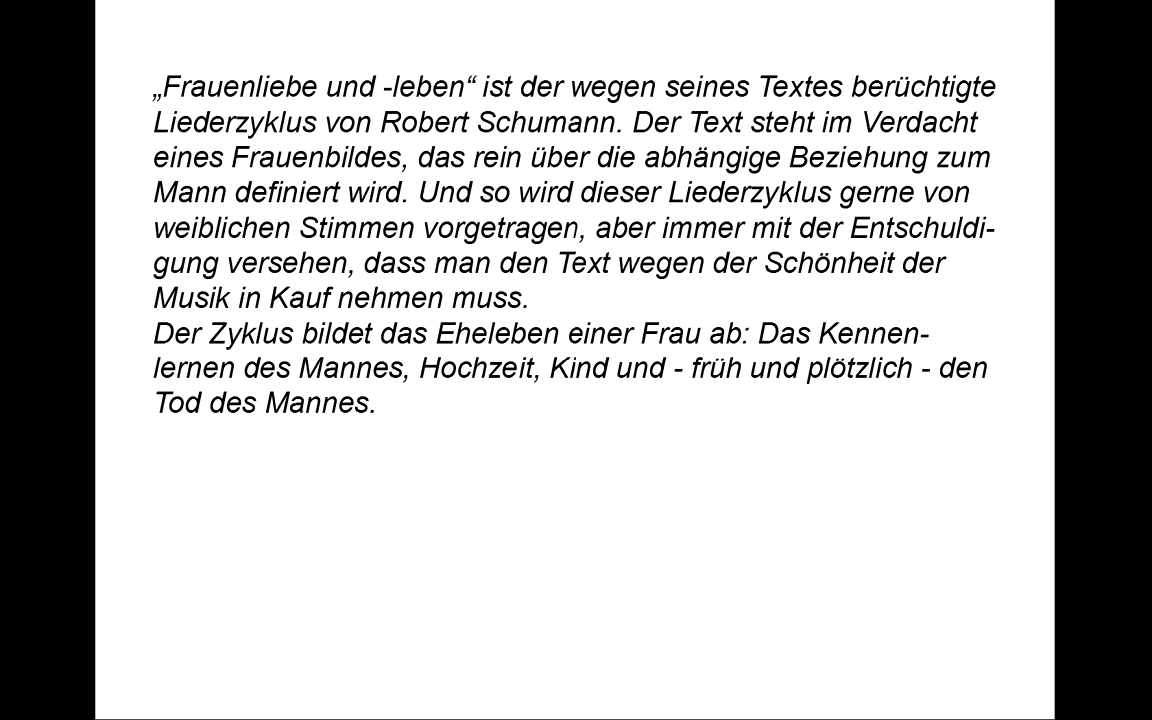 „Frauenliebe und -leben“ ist der wegen seines Textes berüchtigte
Liederzyklus von Robert Schumann. Der Text steht im Verdacht
eines Frauenbildes, das rein über die abhängige Beziehung zum
Mann definiert wird. Und so wird dieser Liederzyklus gerne von
weiblichen Stimmen vorgetragen, aber immer mit der Entschuldi-
gung versehen, dass man den Text wegen der Schönheit der
Musik in Kauf nehmen muss.
Der Zyklus bildet das Eheleben einer Frau ab: Das Kennen-
lernen des Mannes, Hochzeit, Kind und - früh und plötzlich - den
Tod des Mannes.